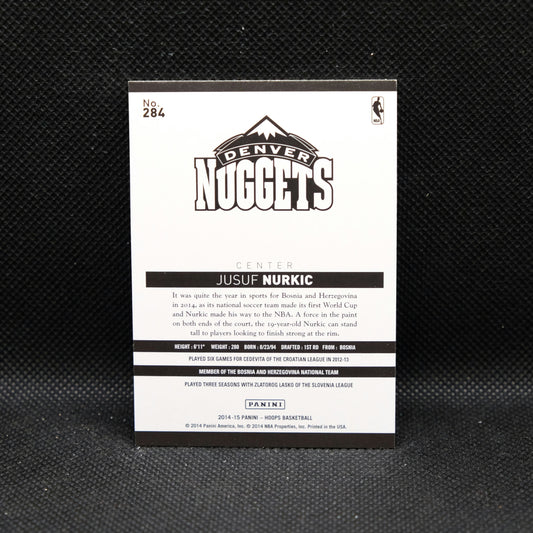 No.
284
NBA
DENVER
NUGGETS
CENTER
JUSUF NURKIC
It was quite the year in sports for Bosnia and Herzegovina
in 2014, as its national soccer team made its first World Cup
and Nurkic made his way to the NBA. A force in the paint
on both ends of the court, the 19-year-old Nurkic can stand
tall to players looking to finish strong at the rim.
HEIGHT: 6'11" WEIGHT: 280 BORN: 8/23/94 DRAFTED: 1ST RD FROM: BOSNIA
PLAYED SIX GAMES FOR CEDEVITA OF THE CROATIAN LEAGUE IN 2012-13
MEMBER OF THE BOSNIA AND HERZEGOVINA NATIONAL TEAM
PLAYED THREE SEASONS WITH ZLATOROG LASKO OF THE SLOVENIA LEAGUE
PANINI
2014-15 PANINI – HOOPS BASKETBALL
© 2014 Panini America, Inc. © 2014 NBA Properties, Inc. Printed in the USA.